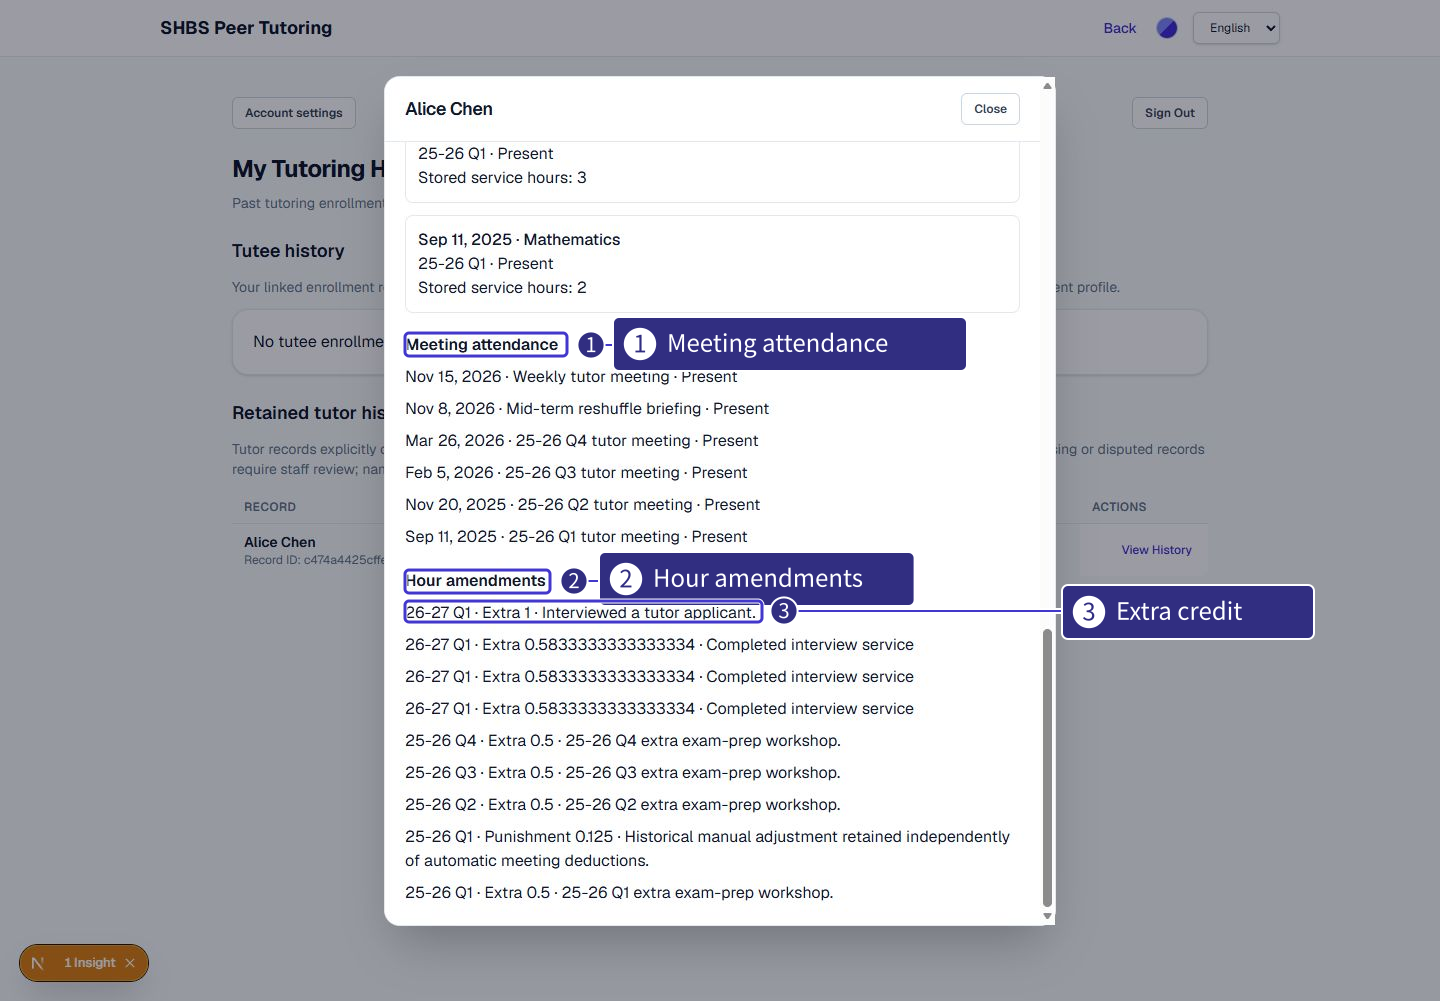 SHBS Peer Tutoring
Back
English
Account settings
Sign Out
My Tutoring H
Past tutoring enrollment
Tutee history
Your linked enrollment r
ent profile.
No tutee enrollme
Retained tutor his
Tutor records explicitly
sing or disputed records
require staff review; nar
RECORD
ACTIONS
Alice Chen
Record ID: c474a4425cffe
View History
Alice Chen
Close
25-26 Q1 · Present
Stored service hours: 3
Sep 11, 2025 · Mathematics
25-26 Q1 · Present
Stored service hours: 2
Meeting attendance
1
1 Meeting attendance
Nov 15, 2026 · Weekly tutor meeting · Present
Nov 8, 2026 · Mid-term reshuffle briefing · Present
Mar 26, 2026 · 25-26 Q4 tutor meeting · Present
Feb 5, 2026 · 25-26 Q3 tutor meeting · Present
Nov 20, 2025 · 25-26 Q2 tutor meeting · Present
Sep 11, 2025 · 25-26 Q1 tutor meeting · Present
Hour amendments
2
2 Hour amendments
26-27 Q1 · Extra 1 · Interviewed a tutor applicant.
3
3 Extra credit
26-27 Q1 · Extra 0.5833333333333334 · Completed interview service
26-27 Q1 · Extra 0.5833333333333334 · Completed interview service
26-27 Q1 · Extra 0.5833333333333334 · Completed interview service
25-26 Q4 · Extra 0.5 · 25-26 Q4 extra exam-prep workshop.
25-26 Q3 · Extra 0.5 · 25-26 Q3 extra exam-prep workshop.
25-26 Q2 · Extra 0.5 · 25-26 Q2 extra exam-prep workshop.
25-26 Q1 · Punishment 0.125 · Historical manual adjustment retained independently
of automatic meeting deductions.
25-26 Q1 · Extra 0.5 · 25-26 Q1 extra exam-prep workshop.
N 1 Insight ×